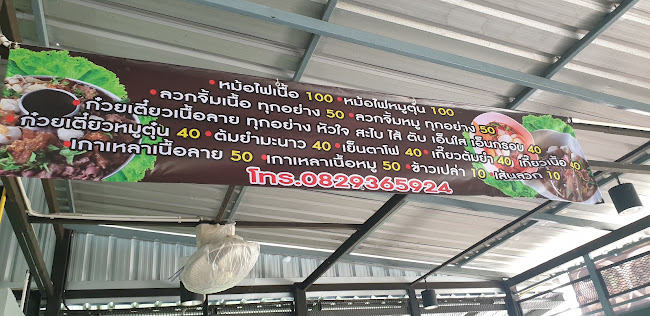 •หม้อไฟเนื้อ 100 •หม้อไฟหมูตุ๋น 100
•ลวกจิ้มเนื้อ ทุกอย่าง 50 •ลวกจิ้มหมู ทุกอย่าง 50
•ก๋วยเตี๋ยวเนื้อลาย ทุกอย่าง หัวใจ สะไบ ไส้ ตับ เอ็นใส เอ็นกรอบ 40
•ก๋วยเตี๋ยวหมูตุ๋น 40 •ต้มยำมะนาว 40 •เย็นตาโฟ 40 •เกี๊ยวต้มยำ 40 •เกี๊ยวเนื้อ 40
•เกาเหลาเนื้อลาย 50 •เกาเหลาเนื้อหมู 50 •ข้าวเปล่า 10 •เส้นลวก 10
โทร.0829365924